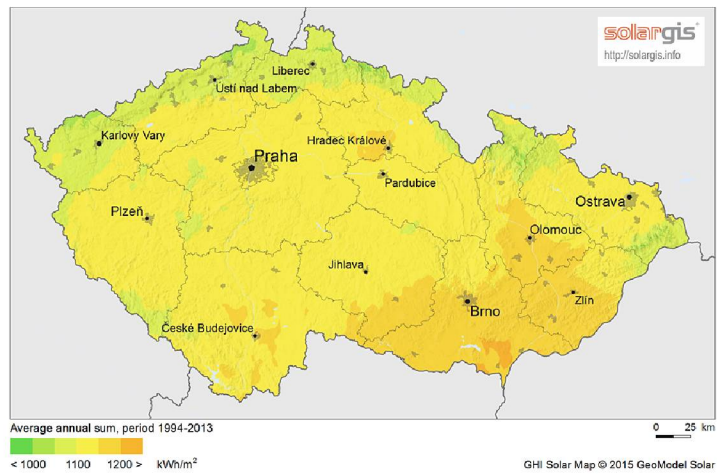 solargis
http://solargis.info
Liberec
Ústí nad Labem
Karlovy Vary
Hradec Králové
Praha
Pardubice
Ostrava
Plzeň
Olomouc
Jihlava
Zlín
Brno
České Budejovice
Average annual sum, period 1994-2013
0 25 km
< 1000 1100 1200 > kWh/m²
GHI Solar Map © 2015 GeoModel Solar